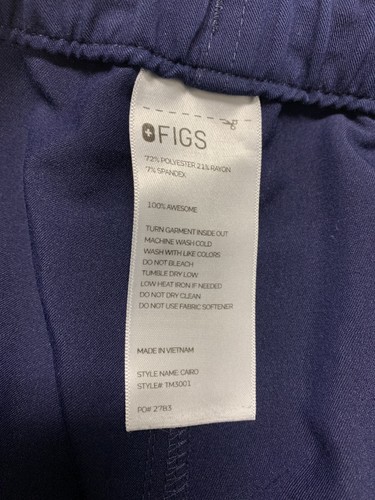 FIGS
72% POLYESTER 21% RAYON
7% SPANDEX
100% AWESOME
TURN GARMENT INSIDE OUT
MACHINE WASH COLD
WASH WITH LIKE COLORS
DO NOT BLEACH
TUMBLE DRY LOW
LOW HEAT IRON IF NEEDED
DO NOT DRY CLEAN
DO NOT USE FABRIC SOFTENER
MADE IN VIETNAM
STYLE NAME: CAIRO
STYLE# TM3001
PO# 2783